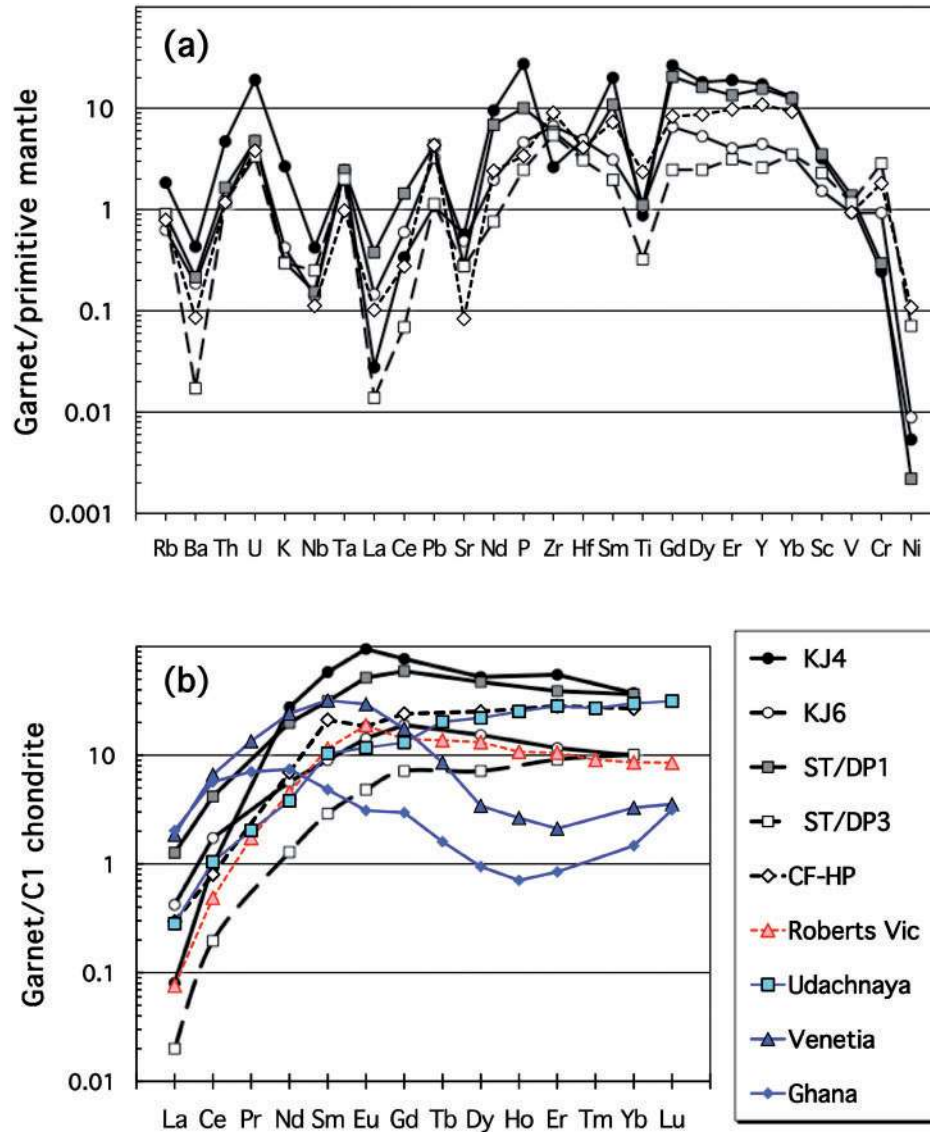 (a)
Garnet/primitive mantle
10
1
0.1
0.01
0.001
Rb Ba Th U K Nb Ta La Ce Pb Sr Nd P Zr Hf Sm Ti Gd Dy Er Y Yb Sc V Cr Ni
(b)
Garnet/C1 chondrite
10
1
0.1
0.01
La Ce Pr Nd Sm Eu Gd Tb Dy Ho Er Tm Yb Lu
KJ4
KJ6
ST/DP1
ST/DP3
CF-HP
Roberts Vic
Udachnaya
Venetia
Ghana